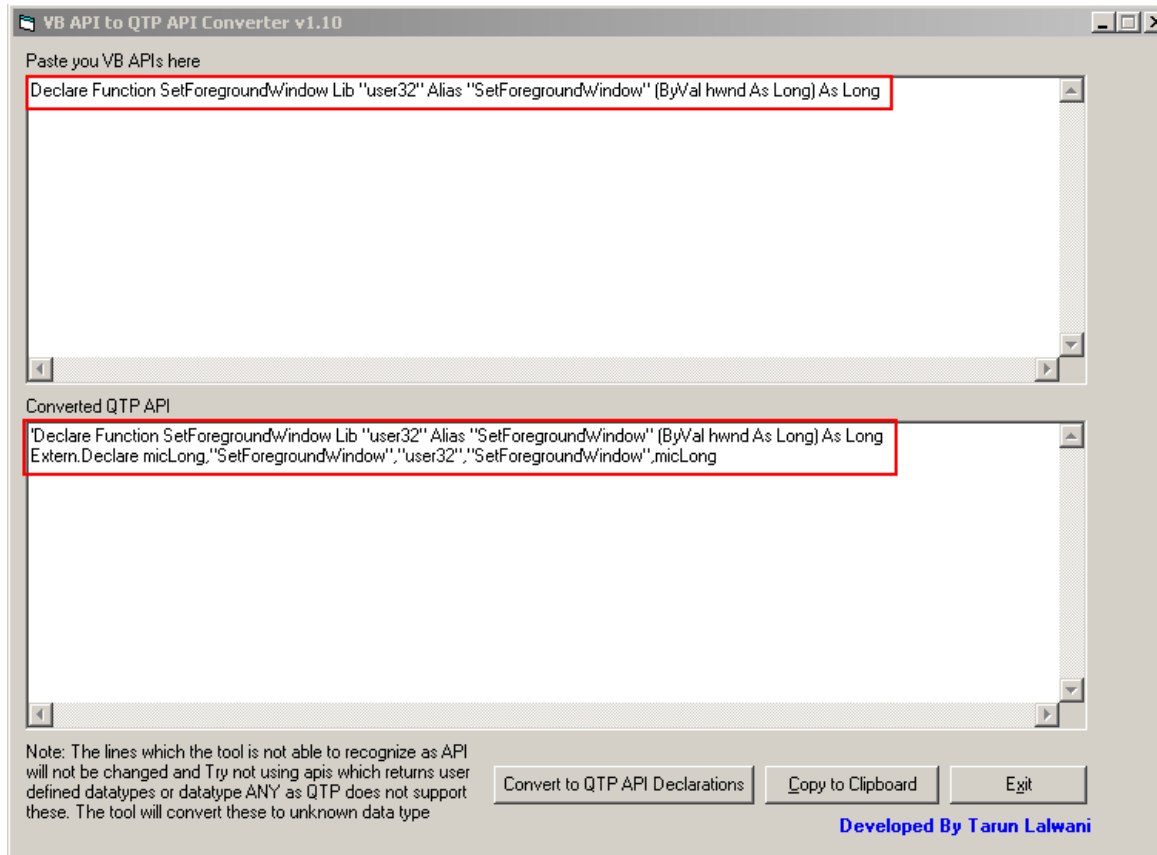 VB API to QTP API Converter v1.10
Paste you VB APIs here
Declare Function SetForegroundWindow Lib "user32" Alias "SetForegroundWindow" (ByVal hwnd As Long) As Long
Converted QTP API
'Declare Function SetForegroundWindow Lib "user32" Alias "SetForegroundWindow" (ByVal hwnd As Long) As Long
Extern.Declare micLong,"SetForegroundWindow","user32","SetForegroundWindow",micLong
Note: The lines which the tool is not able to recognize as API
will not be changed and Try not using apis which returns user
defined datatypes or datatype ANY as QTP does not support
these. The tool will convert these to unknown data type
Convert to QTP API Declarations
Copy to Clipboard
Exit
Developed By Tarun Lalwani